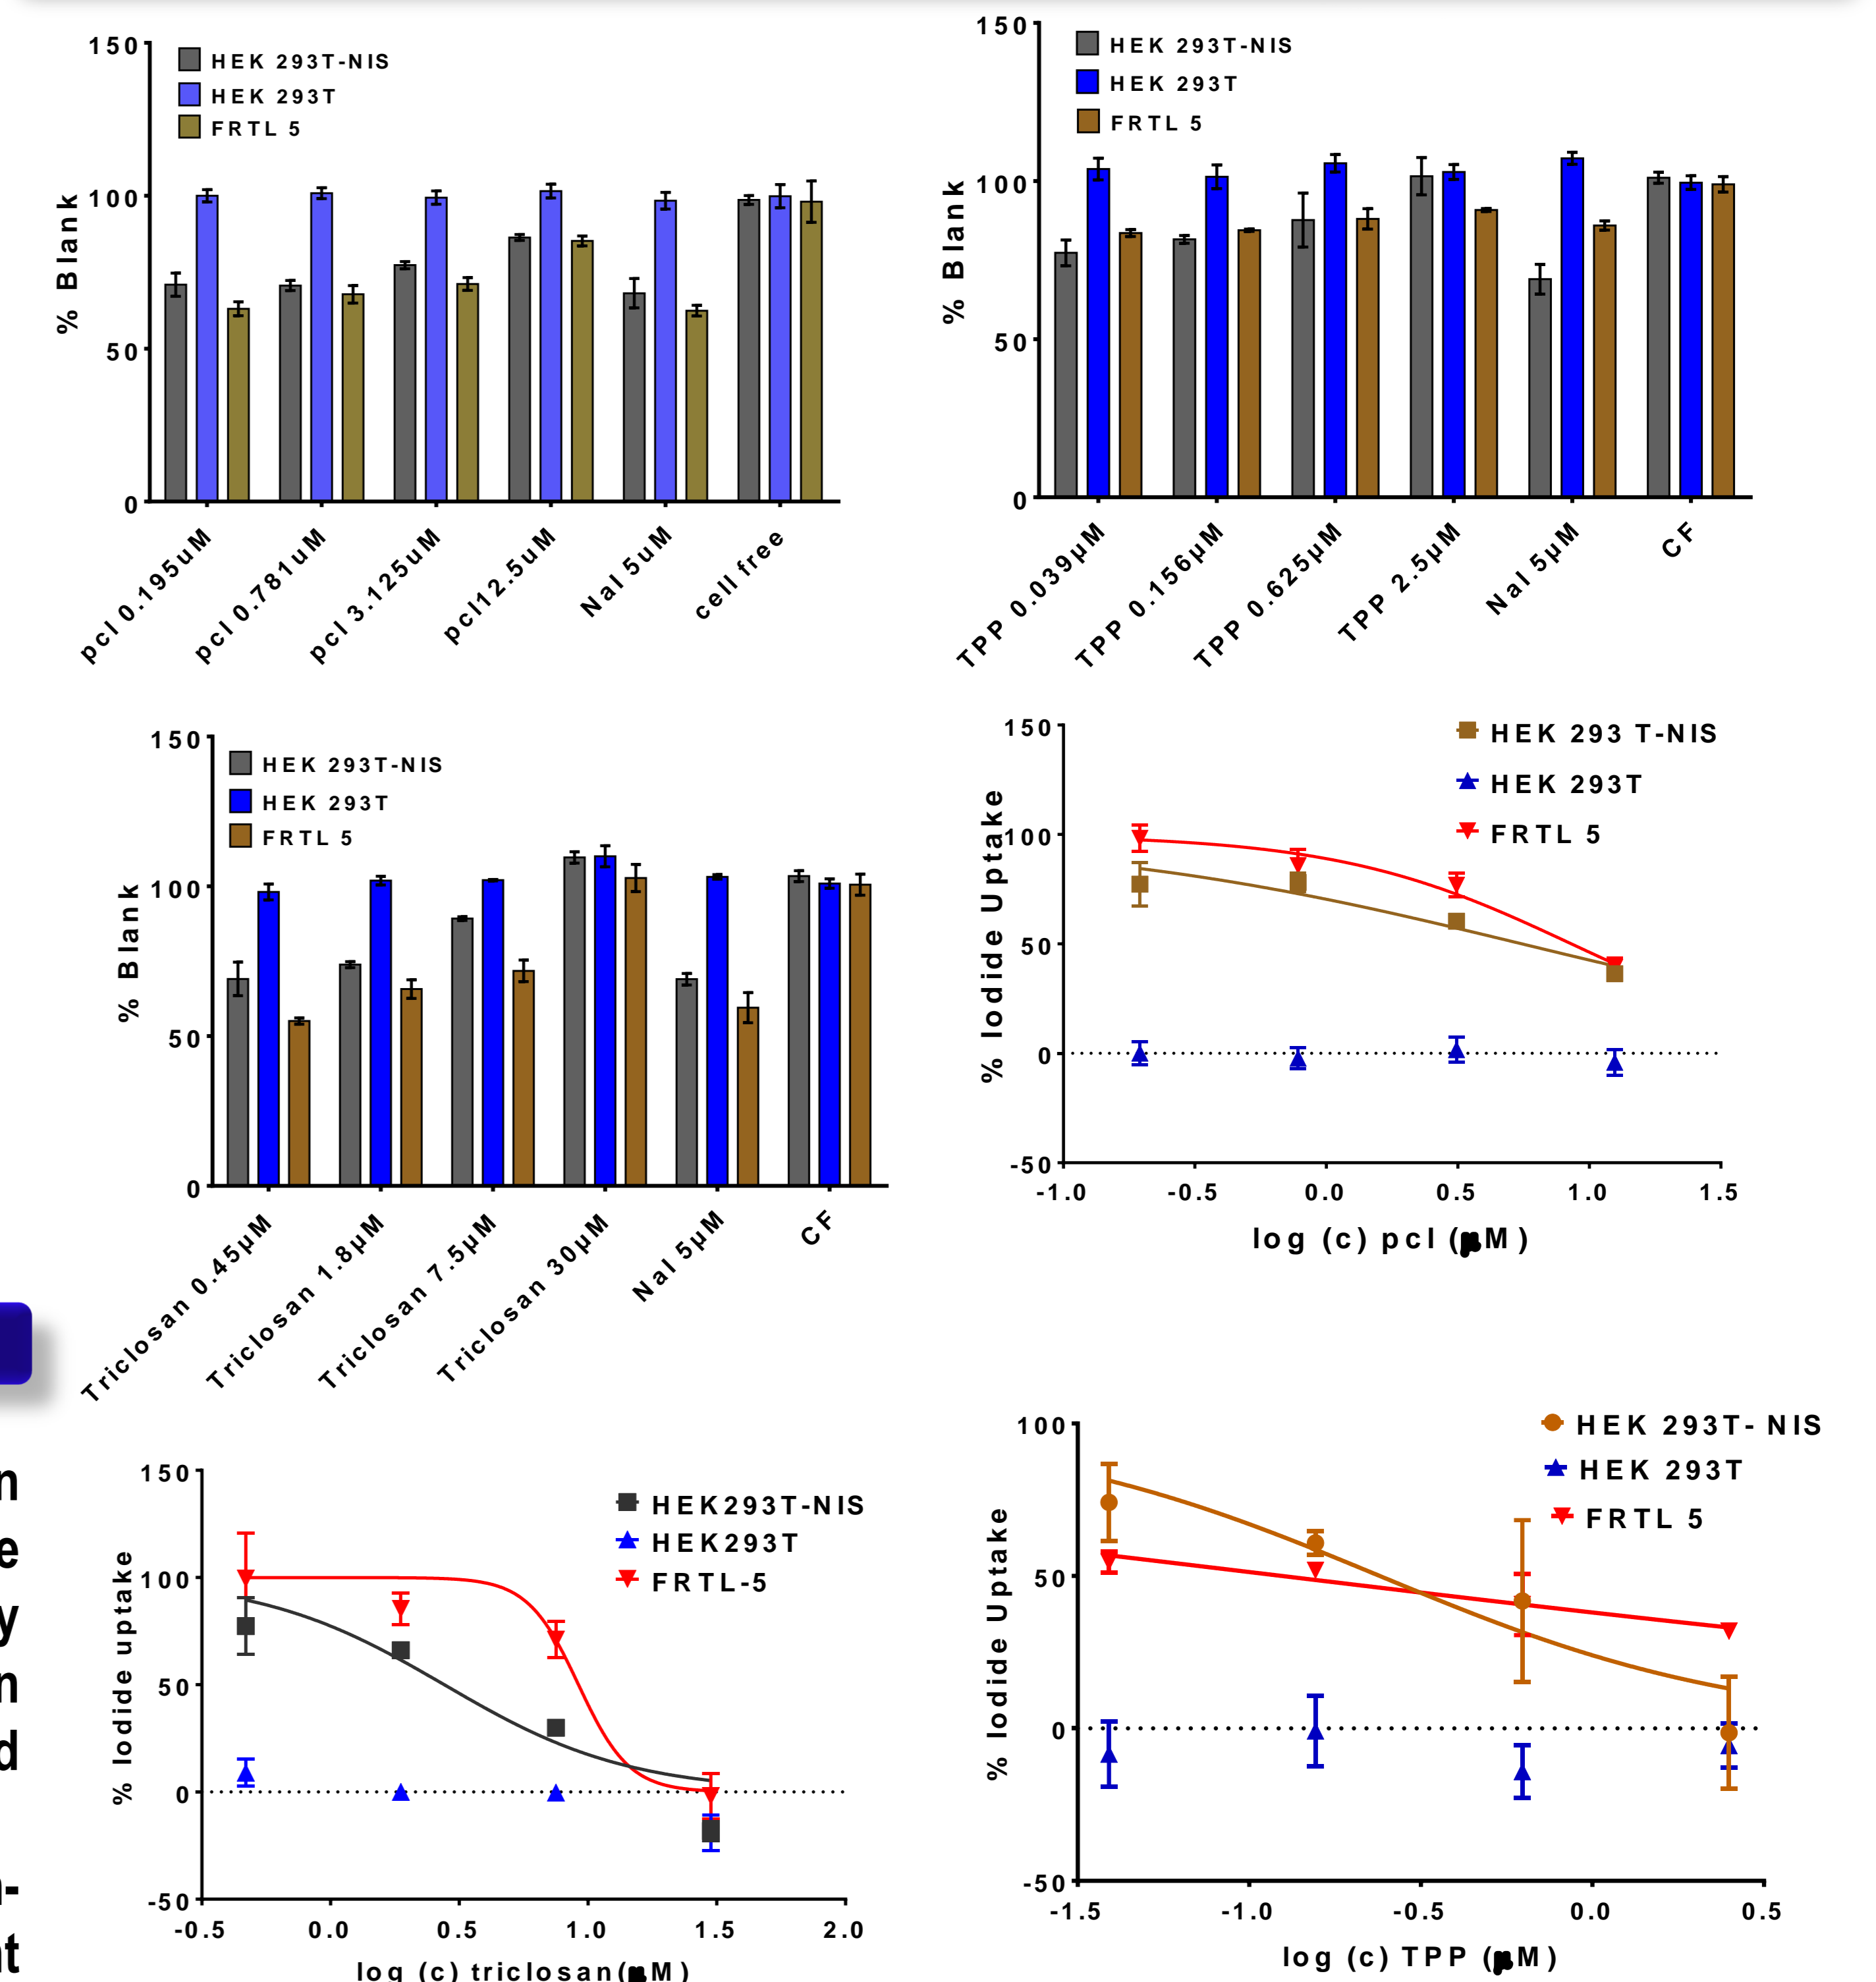 150
100
50
0
% Blank
HEK 293T-NIS
HEK 293T
FRTL 5
pcl 0.195uM
pcl 0.781uM
pcl 3.125uM
pcl12.5uM
NaI 5uM
cell free
150
100
50
0
% Blank
HEK 293T-NIS
HEK 293T
FRTL 5
TPP 0.039µM
TPP 0.156µM
TPP 0.625µM
TPP 2.5µM
NaI 5µM
CF
150
100
50
0
% Blank
HEK 293T-NIS
HEK 293T
FRTL 5
Triclosan 0.45µM
Triclosan 1.8µM
Triclosan 7.5µM
Triclosan 30µM
NaI 5µM
CF
150
100
50
0
-50
% Iodide Uptake
HEK 293 T-NIS
HEK 293T
FRTL 5
-1.0 -0.5 0.0 0.5 1.0 1.5
log (c) pcl (µM)
150
100
50
0
-50
% Iodide uptake
HEK293T-NIS
HEK293T
FRTL-5
-0.5 0.0 0.5 1.0 1.5 2.0
log (c) triclosan(µM)
100
50
0
-50
% Iodide Uptake
HEK 293T- NIS
HEK 293T
FRTL 5
-1.5 -1.0 -0.5 0.0 0.5
log (c) TPP (µM)